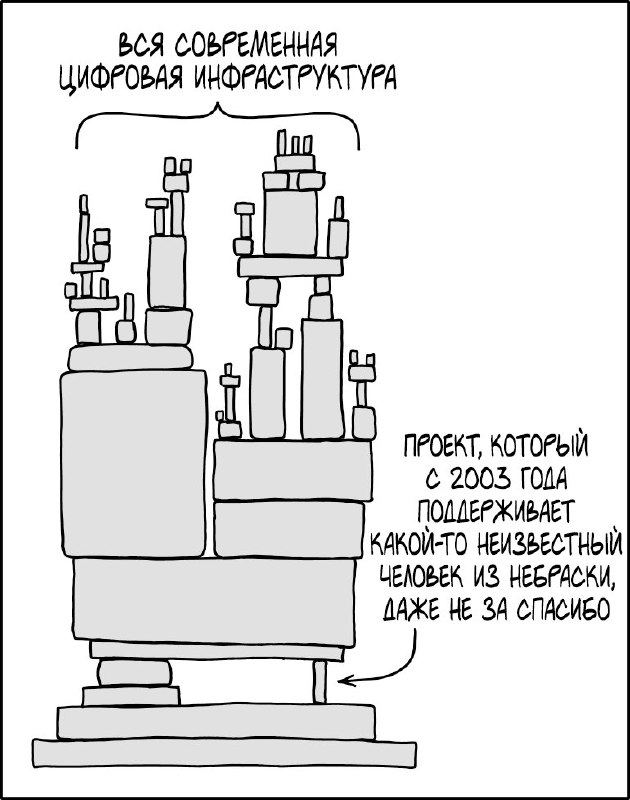 ВСЯ СОВРЕМЕННАЯ
ЦИФРОВАЯ ИНФРАСТРУКТУРА
ПРОЕКТ, КОТОРЫЙ
С 2003 ГОДА
ПОДДЕРЖИВАЕТ
КАКОЙ-ТО НЕИЗВЕСТНЫЙ
ЧЕЛОВЕК ИЗ НЕБРАСКИ,
ДАЖЕ НЕ ЗА СПАСИБО